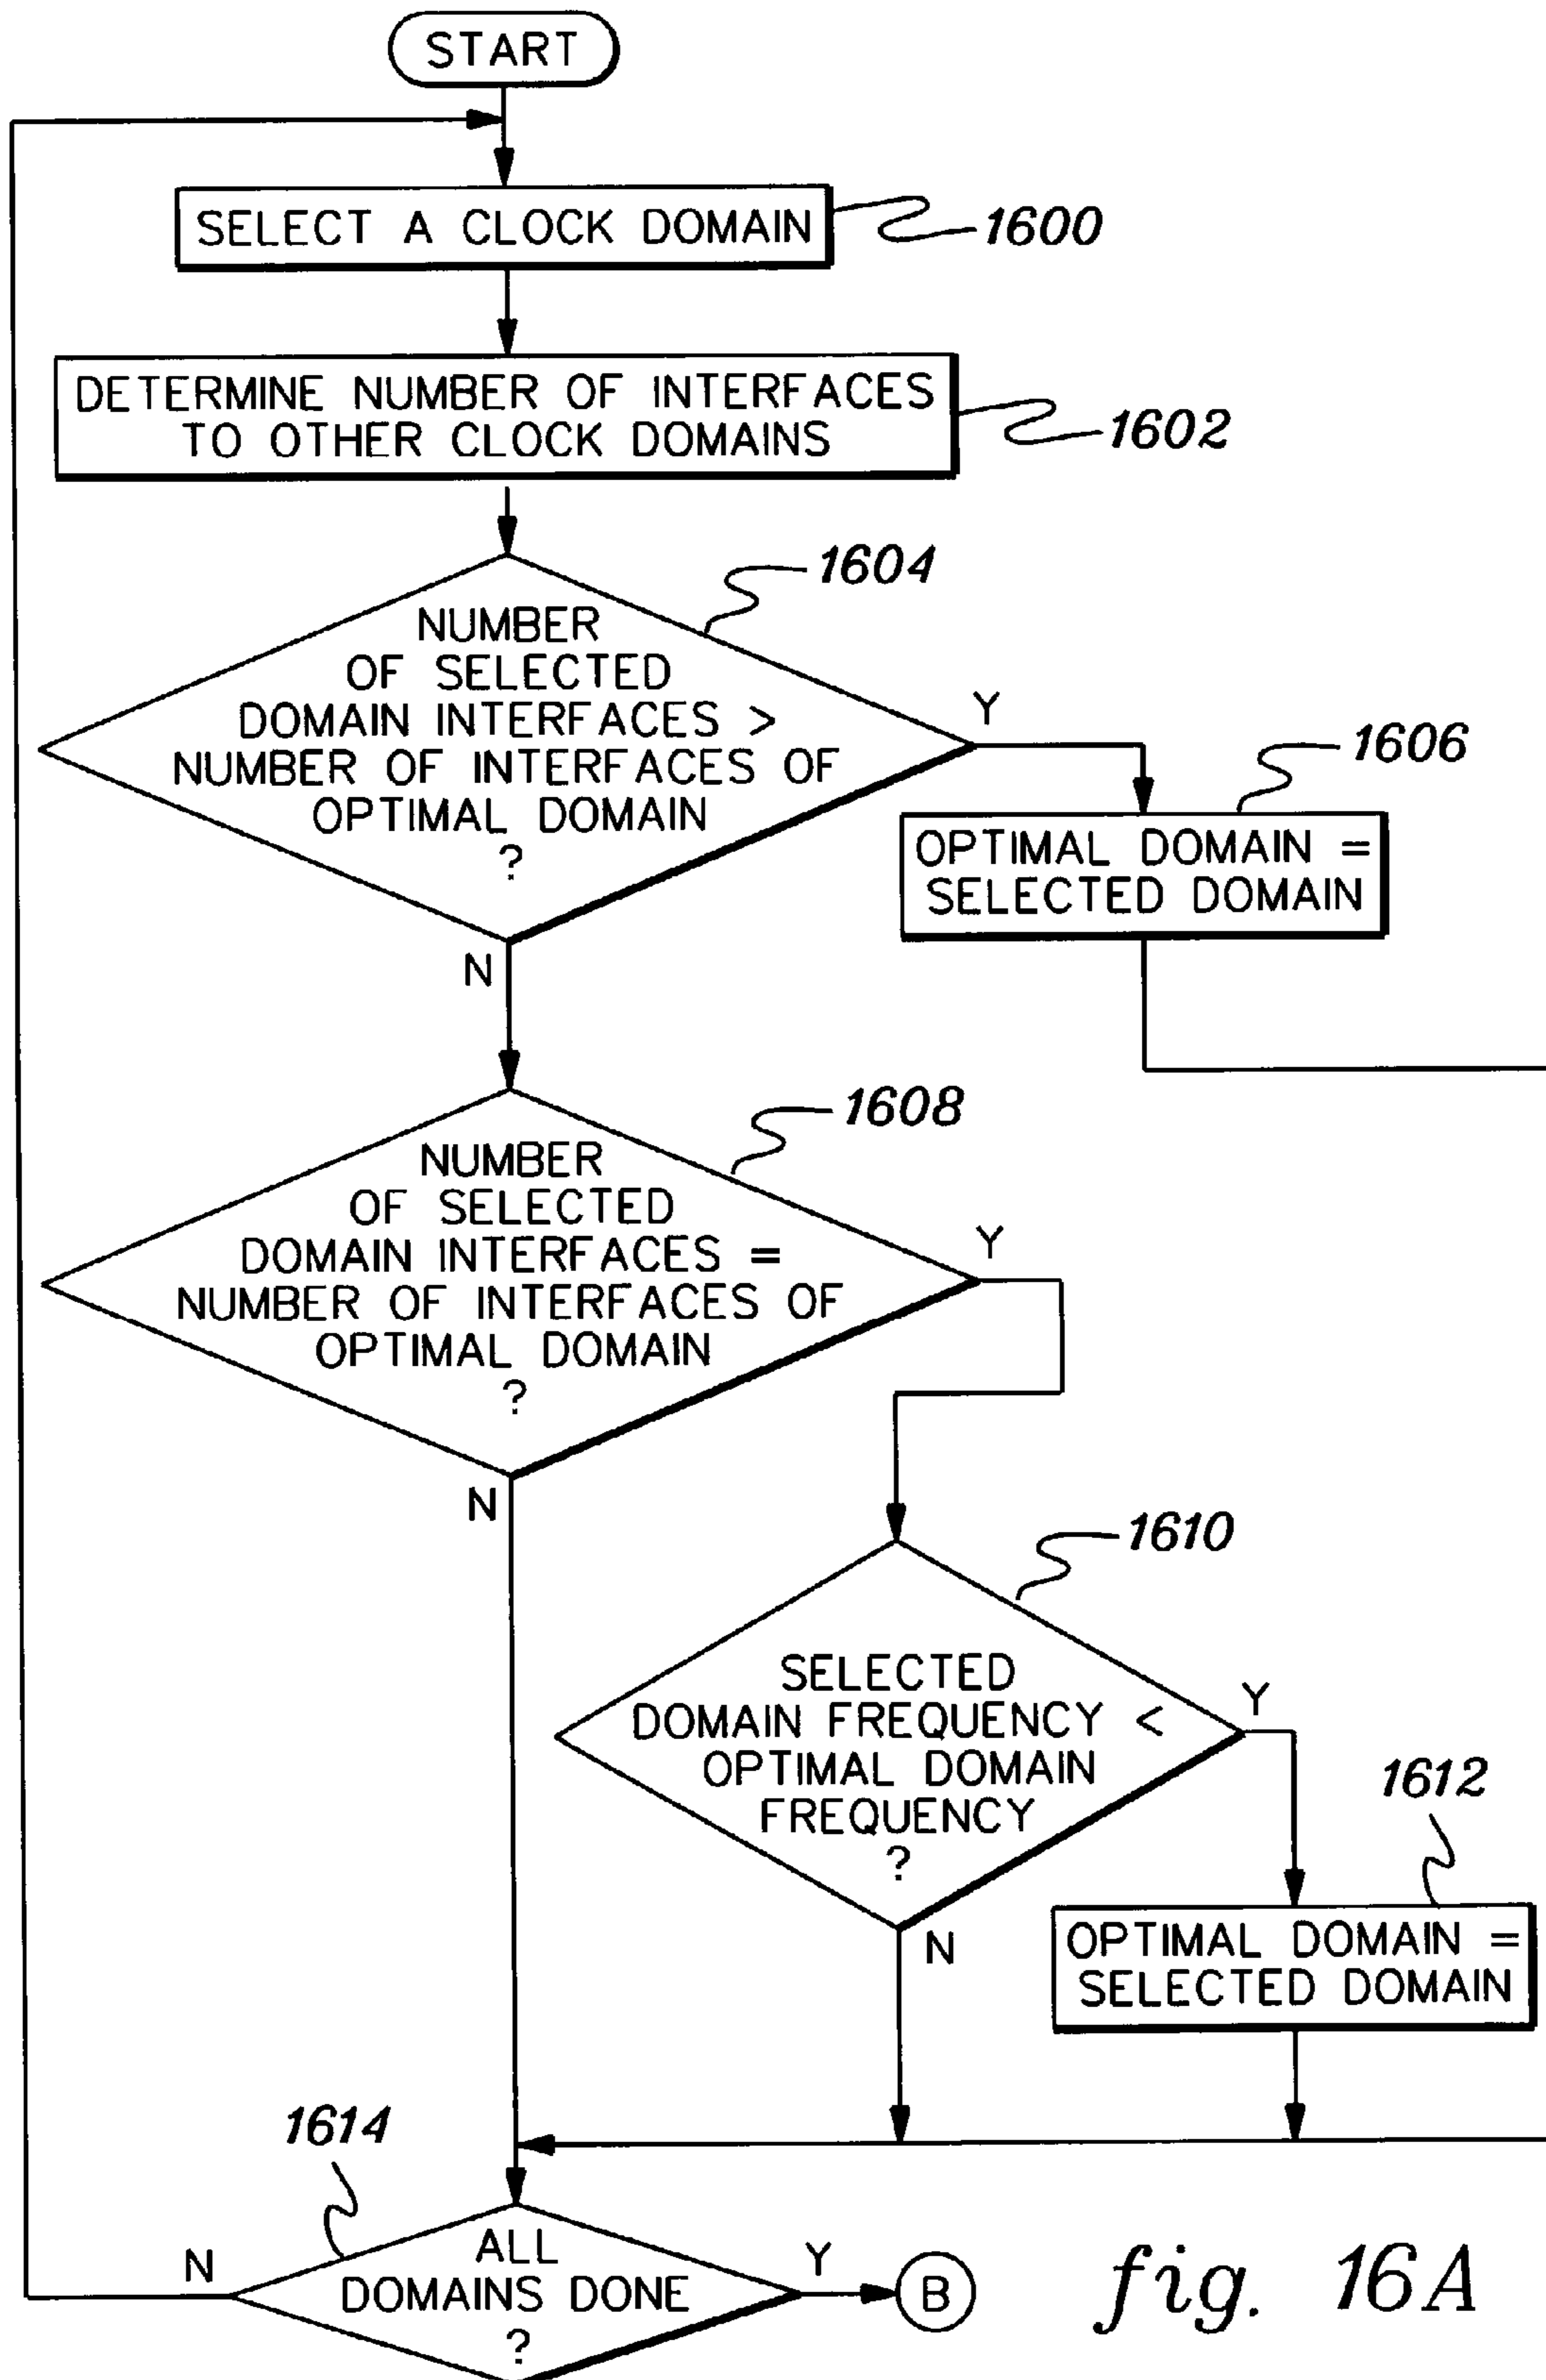 START
SELECT A CLOCK DOMAIN
1600
DETERMINE NUMBER OF INTERFACES
TO OTHER CLOCK DOMAINS
1602
1604
NUMBER
OF SELECTED
DOMAIN INTERFACES >
NUMBER OF INTERFACES OF
OPTIMAL DOMAIN
?
Y
N
1606
OPTIMAL DOMAIN =
SELECTED DOMAIN
1608
NUMBER
OF SELECTED
DOMAIN INTERFACES =
NUMBER OF INTERFACES OF
OPTIMAL DOMAIN
?
Y
N
1610
SELECTED
DOMAIN FREQUENCY <
OPTIMAL DOMAIN
FREQUENCY
?
Y
N
1612
OPTIMAL DOMAIN =
SELECTED DOMAIN
1614
ALL
DOMAINS DONE
?
N
Y
B
fig. 16A